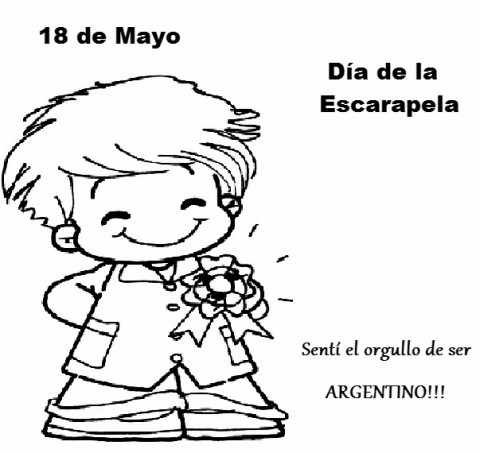 18 de Mayo
Día de la
Escarapela
Sentí el orgullo de ser
ARGENTINO!!!